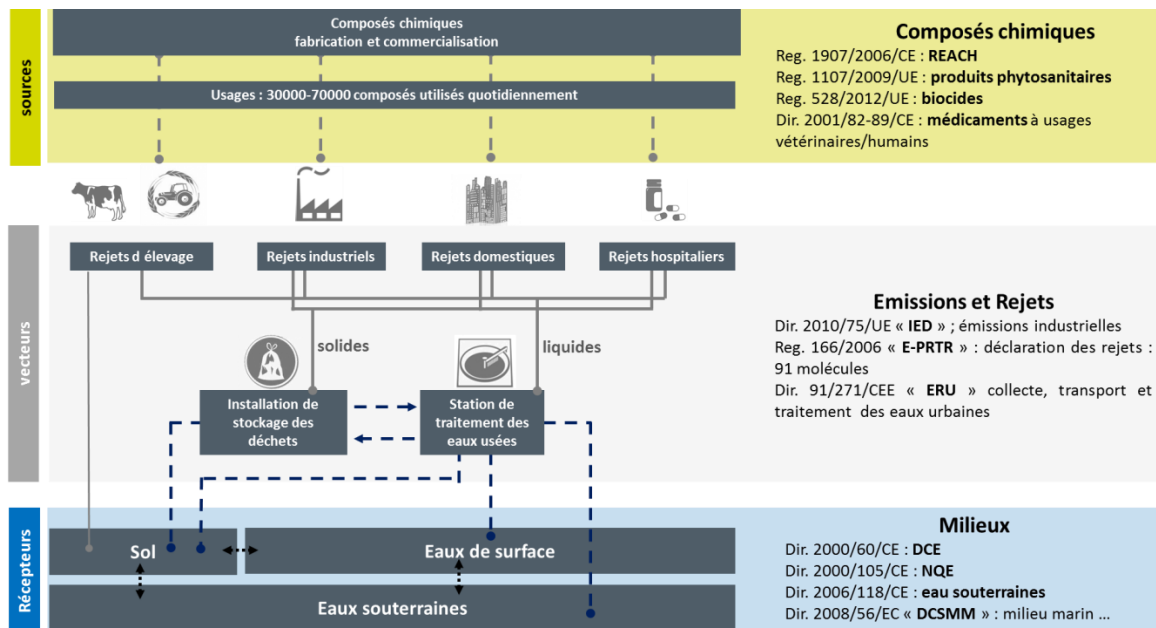 sources
Composés chimiques
fabrication et commercialisation
Usages : 30000-70000 composés utilisés quotidiennement
Composés chimiques
Reg. 1907/2006/CE : REACH
Reg. 1107/2009/UE : produits phytosanitaires
Reg. 528/2012/UE : biocides
Dir. 2001/82-89/CE : médicaments à usages
vétérinaires/humains
vecteurs
Rejets d élevage
Rejets industriels
Rejets domestiques
Rejets hospitaliers
solides
liquides
Installation de
stockage des
déchets
Station de
traitement des
eaux usées
Emissions et Rejets
Dir. 2010/75/UE « IED » ; émissions industrielles
Reg. 166/2006 « E-PRTR » : déclaration des rejets :
91 molécules
Dir. 91/271/CEE « ERU » collecte, transport et
traitement des eaux urbaines
Récepteurs
Sol
Eaux de surface
Eaux souterraines
Milieux
Dir. 2000/60/CE : DCE
Dir. 2000/105/CE : NQE
Dir. 2006/118/CE : eau souterraines
Dir. 2008/56/EC « DCSMM » : milieu marin ...